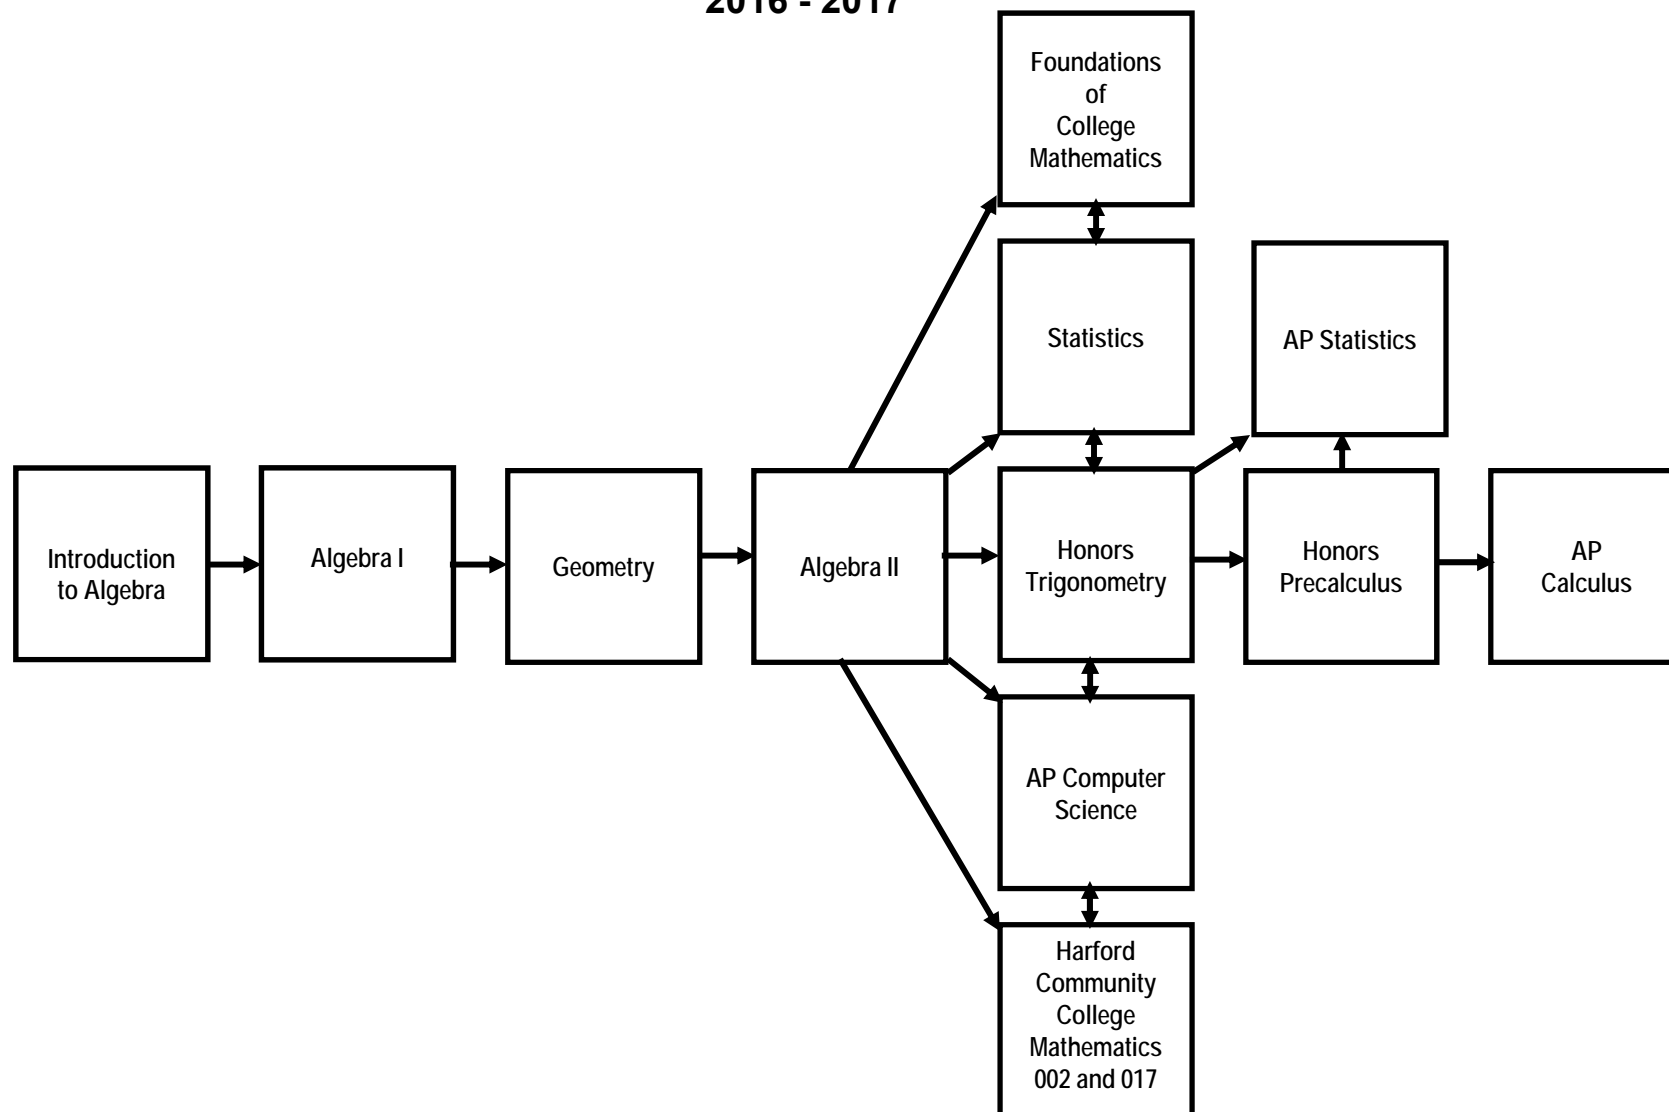 2016 - 2017
Foundations
of
College
Mathematics
Statistics
AP Statistics
Introduction
to Algebra
Algebra I
Geometry
Algebra II
Honors
Trigonometry
Honors
Precalculus
AP
Calculus
AP Computer
Science
Harford
Community
College
Mathematics
002 and 017